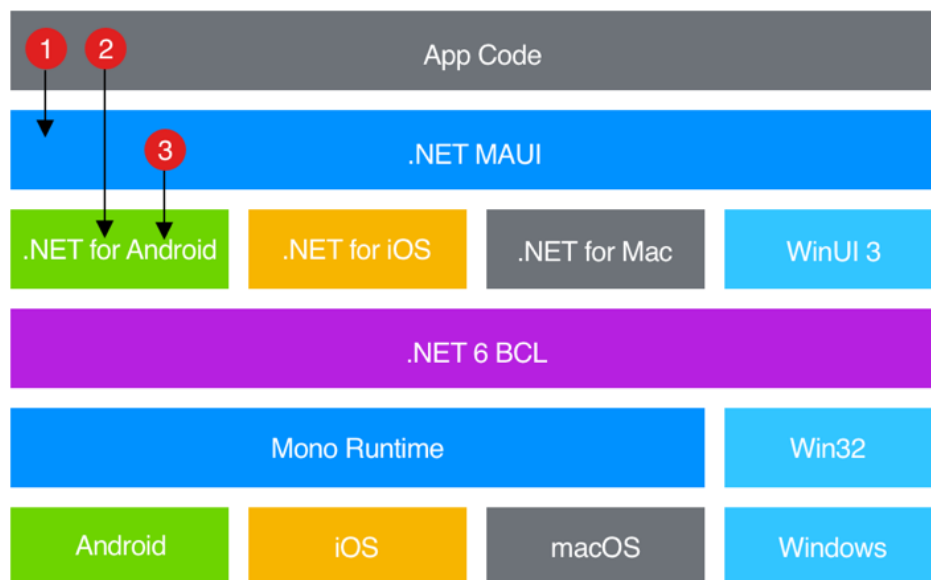 1 2
App Code
3
.NET MAUI
.NET for Android .NET for iOS .NET for Mac WinUI 3
.NET 6 BCL
Mono Runtime Win32
Android iOS macOS Windows